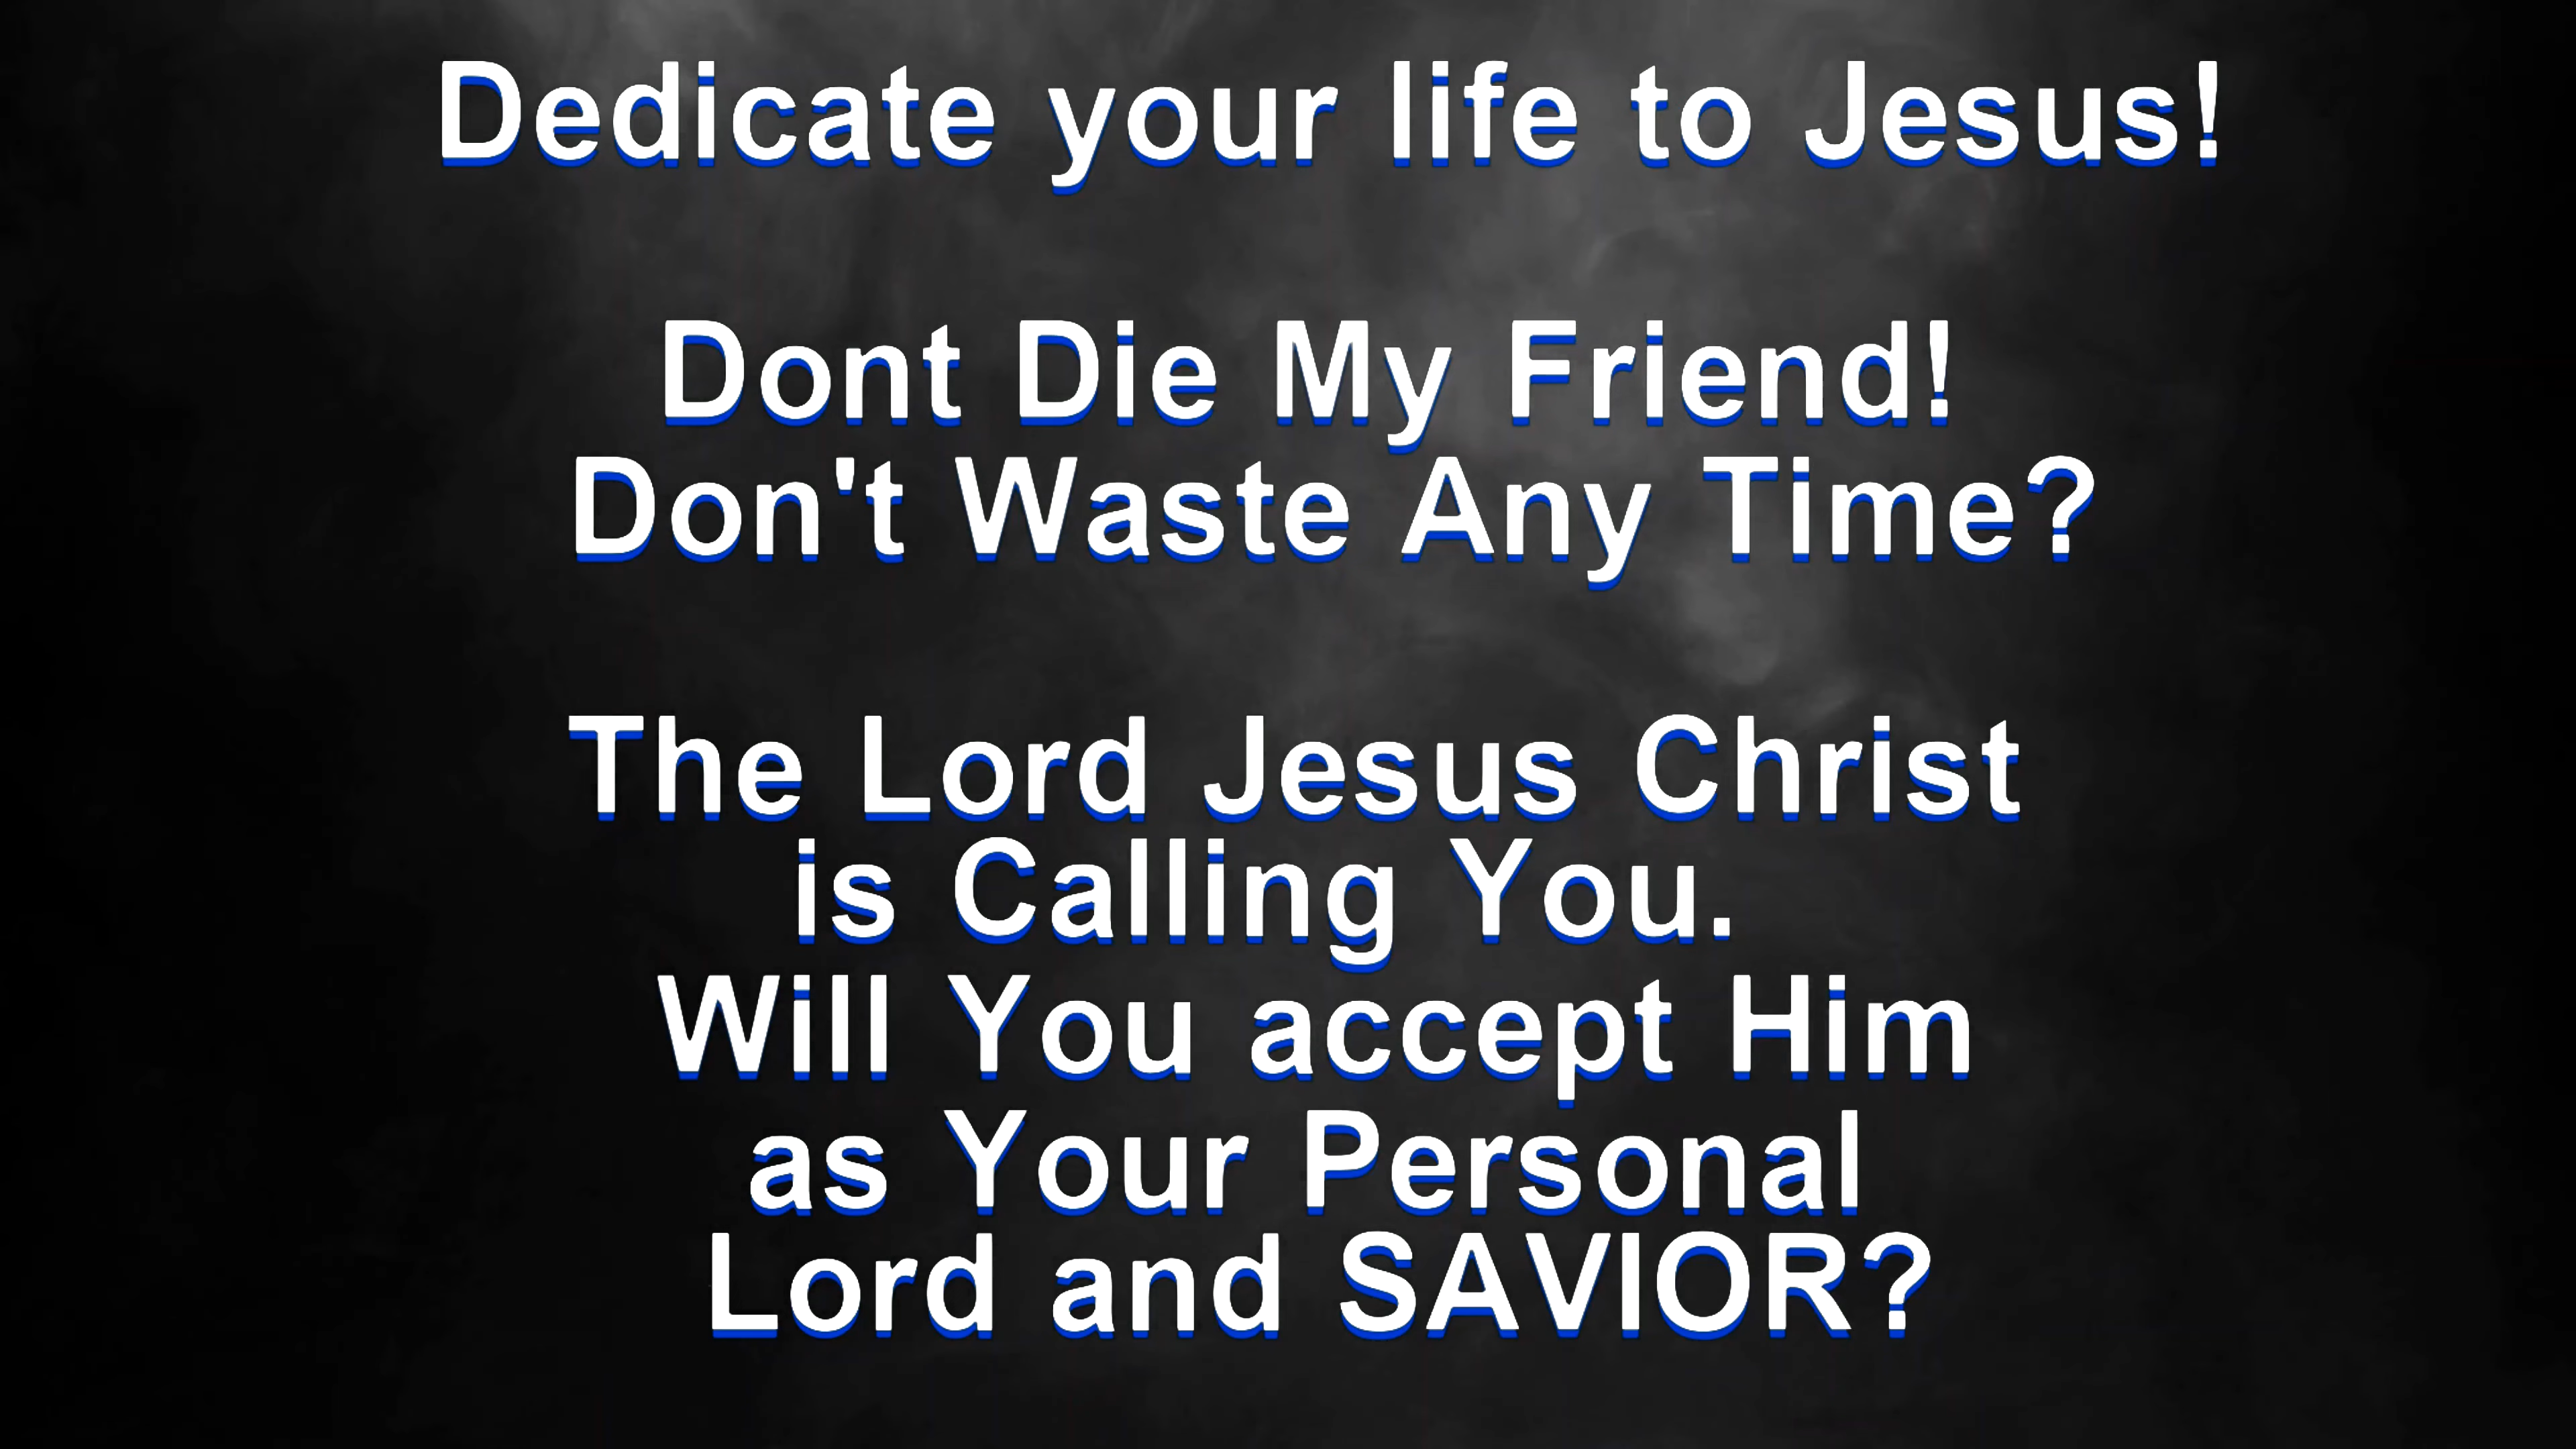 Dedicate your life to Jesus!
Dont Die My Friend!
Don't Waste Any Time?
The Lord Jesus Christ
is Calling You.
Will You accept Him
as Your Personal
Lord and SAVIOR?